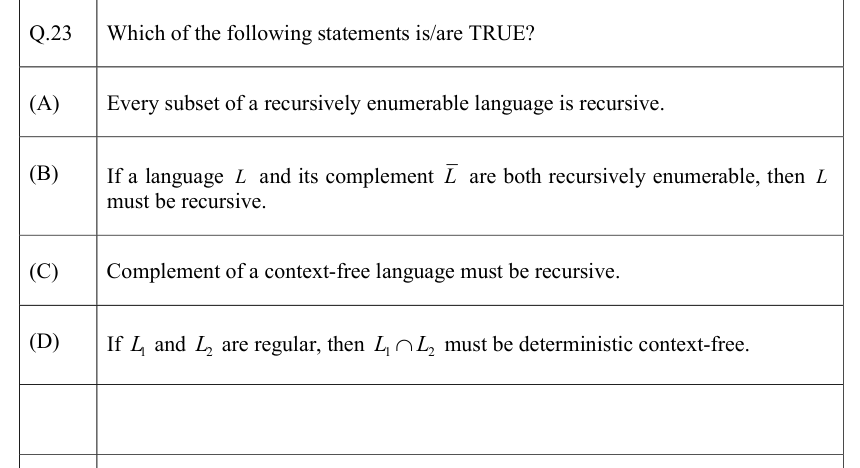 Q.23 Which of the following statements is/are TRUE?
(A) Every subset of a recursively enumerable language is recursive.
(B) If a language L and its complement L̅ are both recursively enumerable, then L
must be recursive.
(C) Complement of a context-free language must be recursive.
(D) If L₁ and L₂ are regular, then L₁ ∩ L₂ must be deterministic context-free.